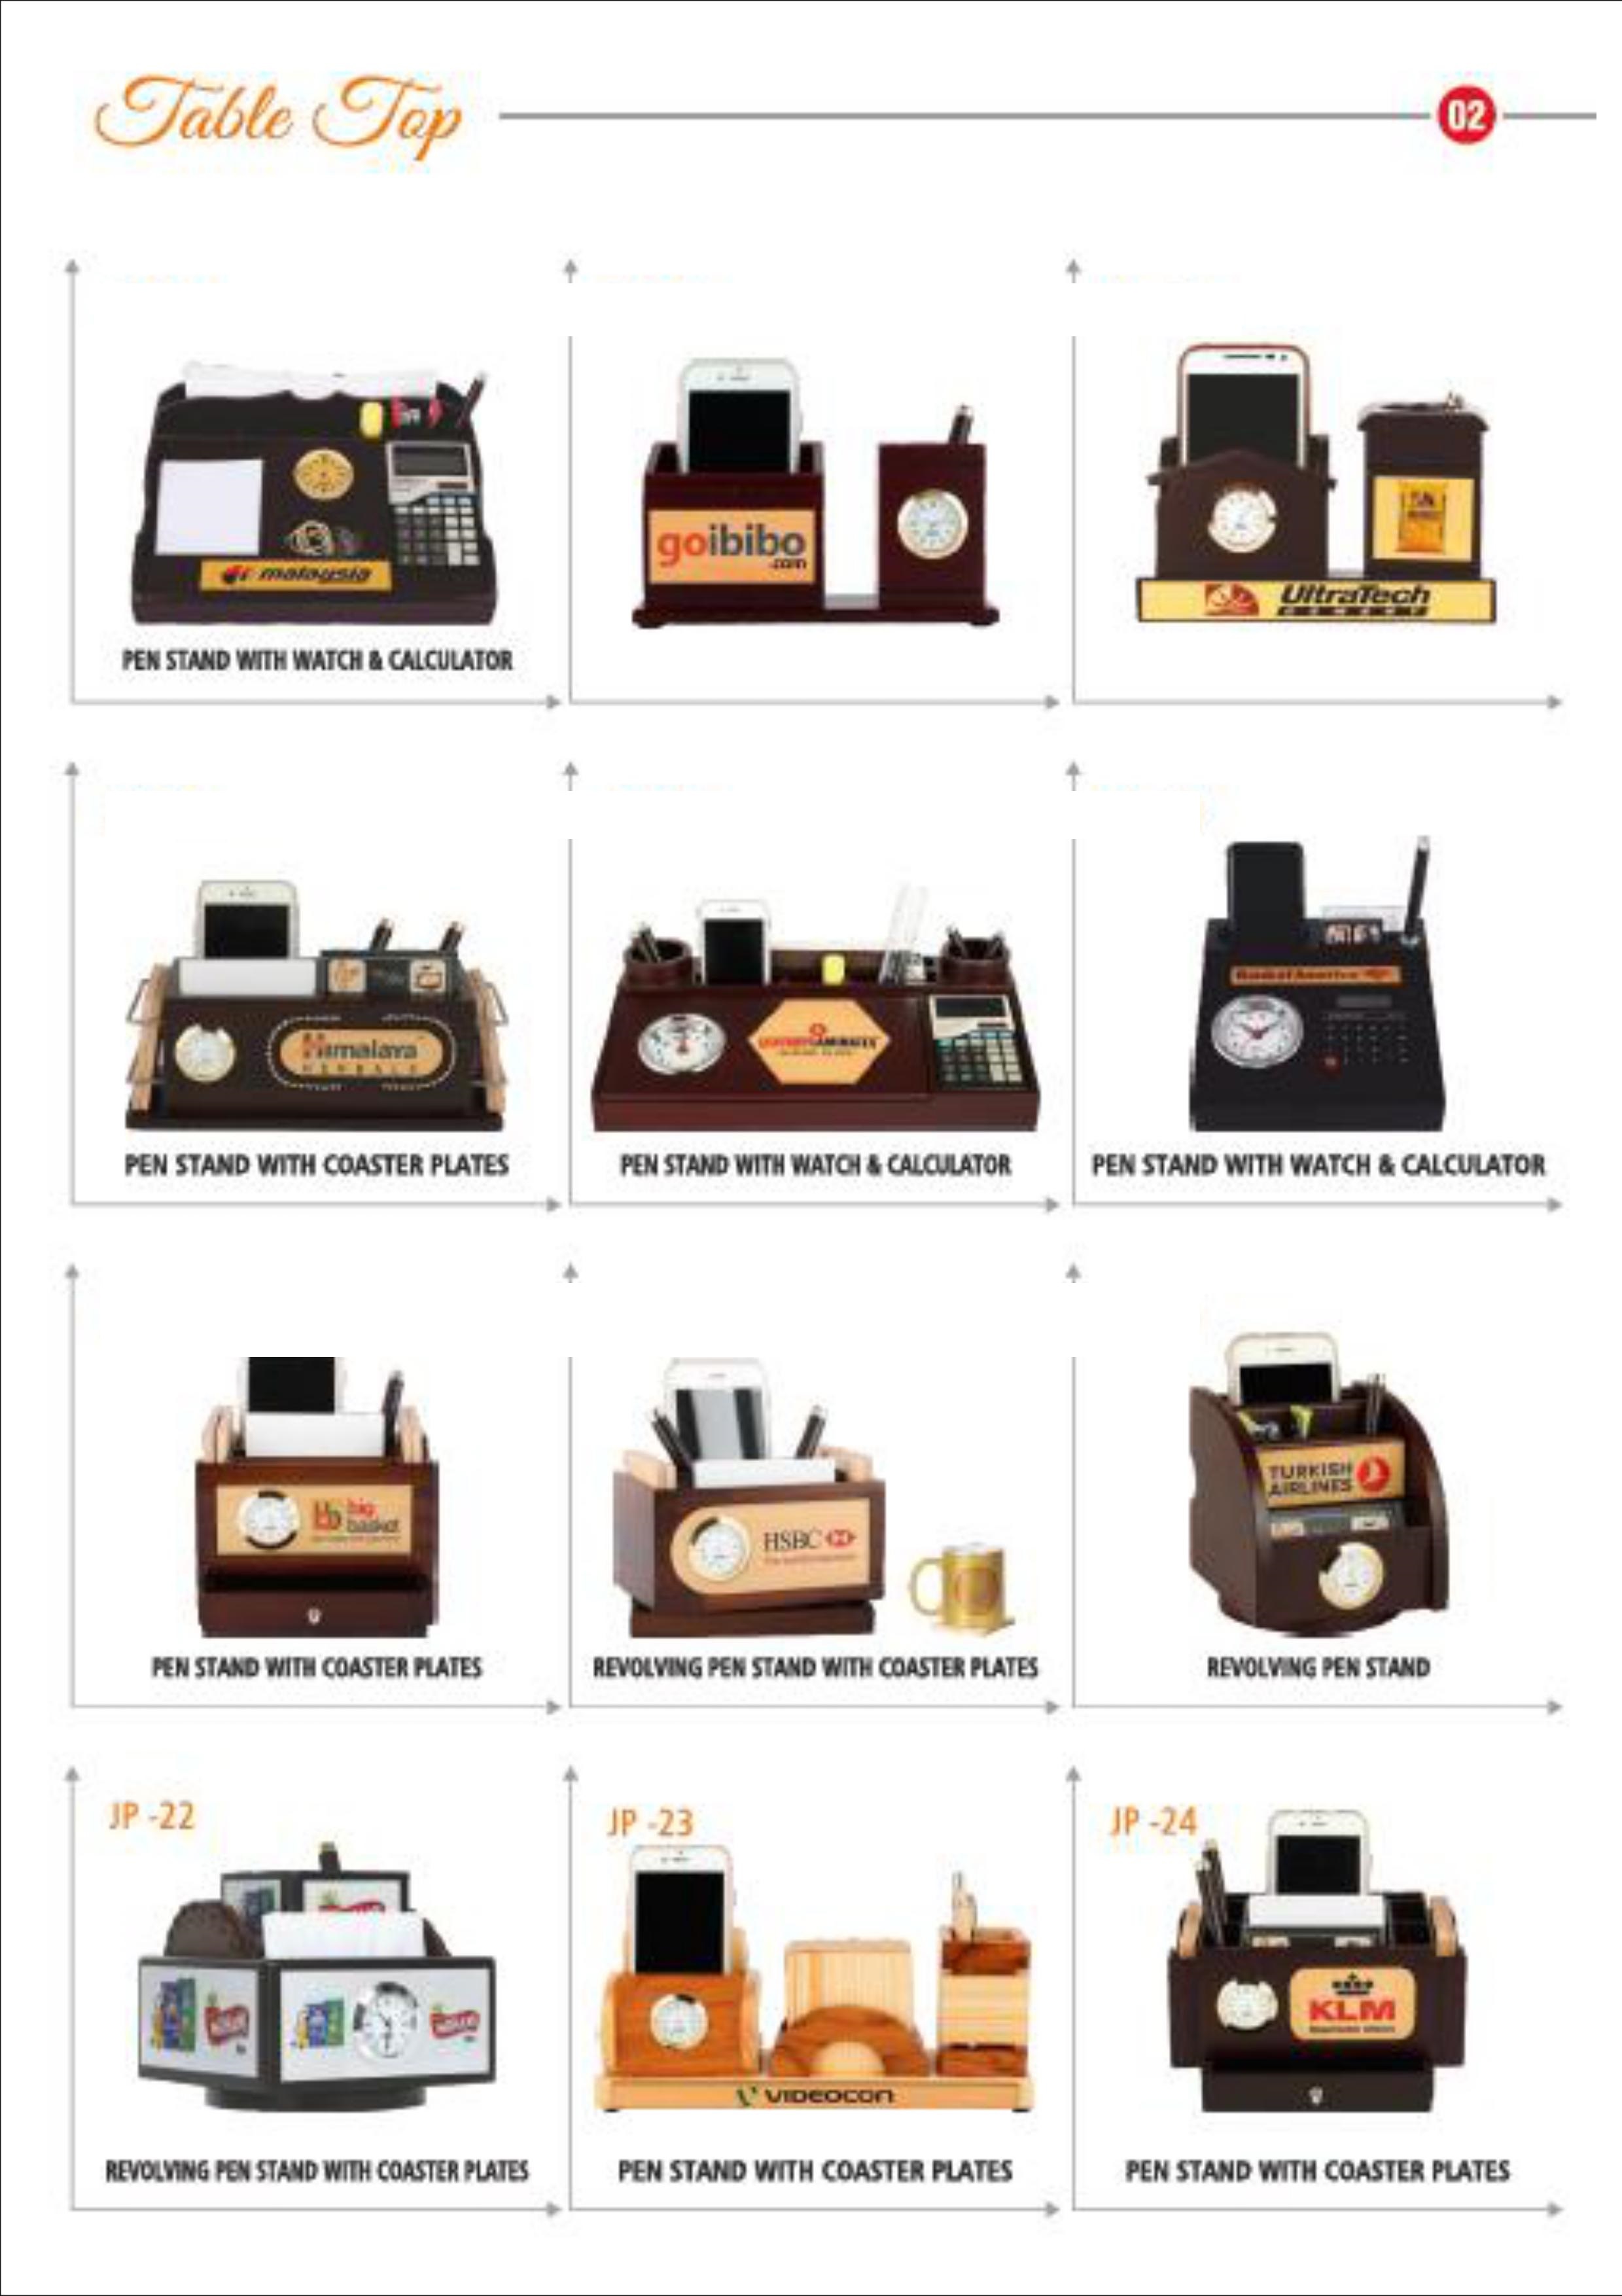 Table Top
02
malaysia
PEN STAND WITH WATCH & CALCULATOR
goibibo
.com
UltraTech
CEMENT
Himalaya
HERBALS
PEN STAND WITH COASTER PLATES
PEN STAND WITH WATCH & CALCULATOR
PEN STAND WITH WATCH & CALCULATOR
bb big
basket
PEN STAND WITH COASTER PLATES
HSBC
REVOLVING PEN STAND WITH COASTER PLATES
TURKISH
AIRLINES
REVOLVING PEN STAND
JP -22
REVOLVING PEN STAND WITH COASTER PLATES
JP -23
VIDEOCON
PEN STAND WITH COASTER PLATES
JP -24
KLM
PEN STAND WITH COASTER PLATES